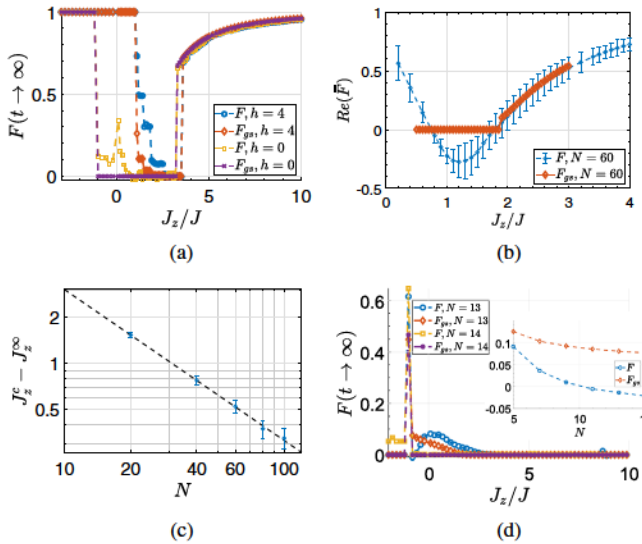 F(t → ∞)
1
0.5
0
0
5
10
J_z/J
F, h = 4
F_gs, h = 4
F, h = 0
F_gs, h = 0
(a)
Re(F̄)
1
0.5
0
-0.5
0
1
2
3
4
J_z/J
F, N = 60
F_gs, N = 60
(b)
J_z^c − J_z^∞
2
1
0.5
10
20
40
60
100
N
(c)
F(t → ∞)
0.6
0.4
0.2
0
0
5
10
J_z/J
F, N = 13
F_gs, N = 13
F, N = 14
F_gs, N = 14
0.1
0.05
0
-0.05
5
10
N
F
F_gs
(d)